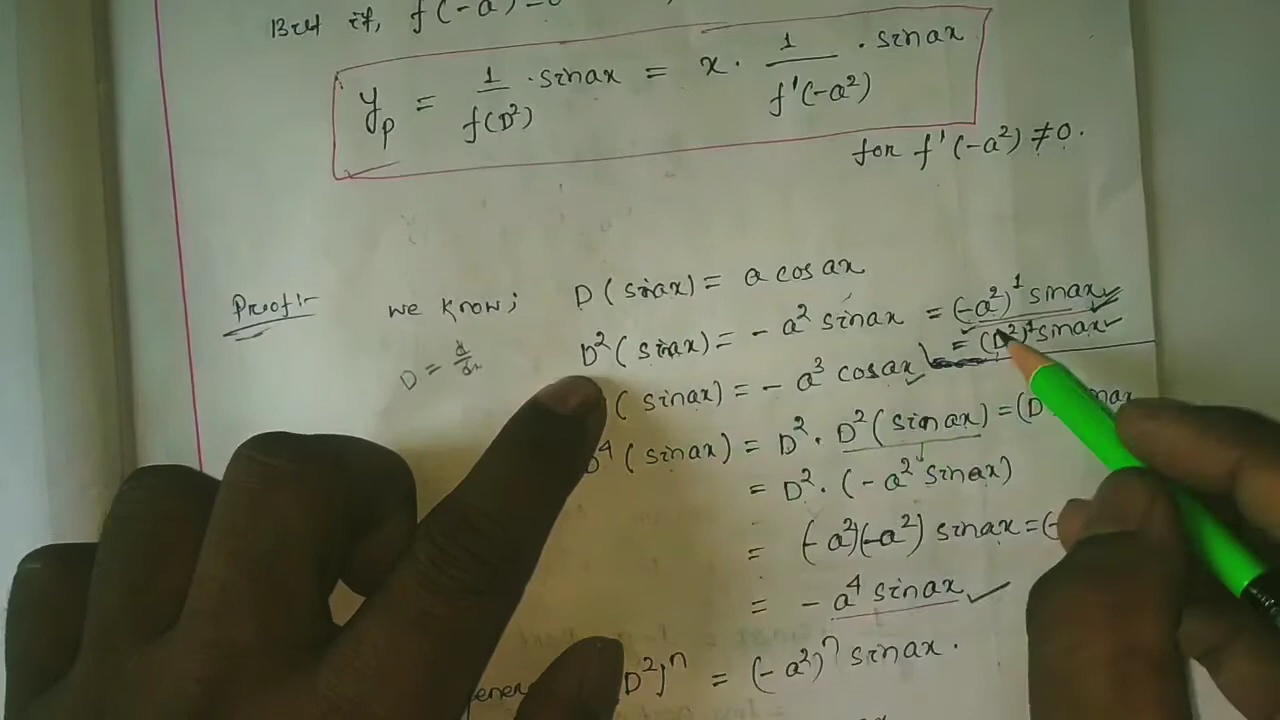 But if, f(-a
y_p = 1/f(D²) · sinax = x · 1/f'(-a²) · sinax
for f'(-a²) ≠ 0.
Proof:- we know; D(sinax) = a cosax
D = d/dx
D²(sinax) = - a² sinax = (-a²)¹ sinax
= (D²)¹ sinax
(sinax) = - a³ cosax
D⁴(sinax) = D² · D²(sinax) = (D
= D² · (-a² sinax)
= (-a²)(-a²) sinax = (-
= - a⁴ sinax
D²)ⁿ = (-a²)ⁿ sinax.